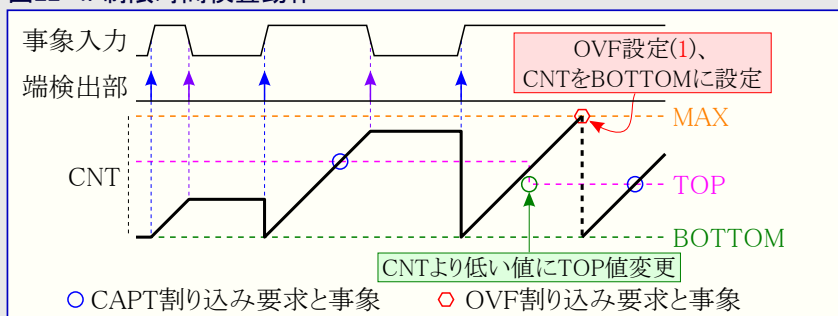 事象入力
端検出部
OVF設定(1)、
CNTをBOTTOMに設定
MAX
CNT
TOP
BOTTOM
CNTより低い値にTOP値変更
CAPT割り込み要求と事象
OVF割り込み要求と事象